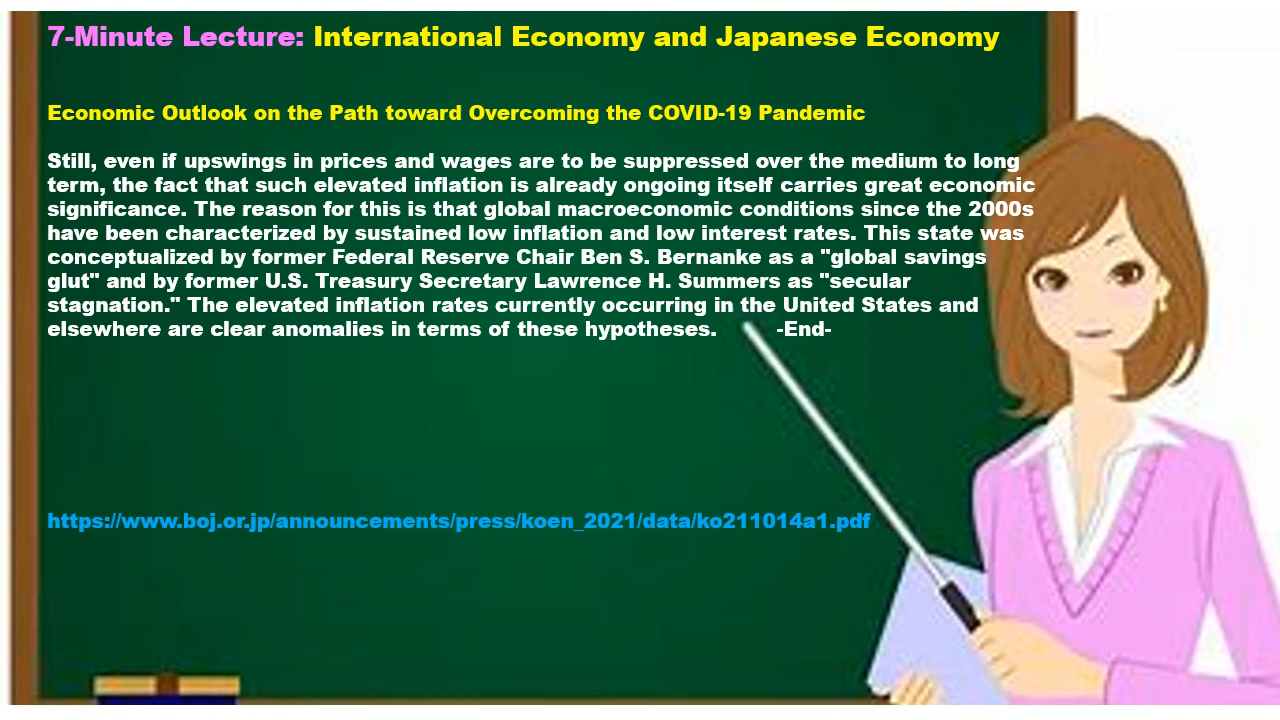 7-Minute Lecture: International Economy and Japanese Economy
Economic Outlook on the Path toward Overcoming the COVID-19 Pandemic
Still, even if upswings in prices and wages are to be suppressed over the medium to long
term, the fact that such elevated inflation is already ongoing itself carries great economic
significance. The reason for this is that global macroeconomic conditions since the 2000s
have been characterized by sustained low inflation and low interest rates. This state was
conceptualized by former Federal Reserve Chair Ben S. Bernanke as a "global savings
glut" and by former U.S. Treasury Secretary Lawrence H. Summers as "secular
stagnation." The elevated inflation rates currently occurring in the United States and
elsewhere are clear anomalies in terms of these hypotheses. -End-
https://www.boj.or.jp/announcements/press/koen_2021/data/ko211014a1.pdf